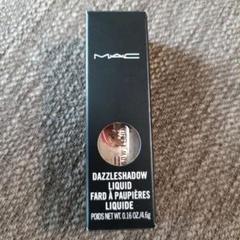 MAC
DAZZLESHADOW
LIQUID
FARD À PAUPIÈRES
LIQUIDE
POIDS NET WT. 0.16 OZ/4.6g